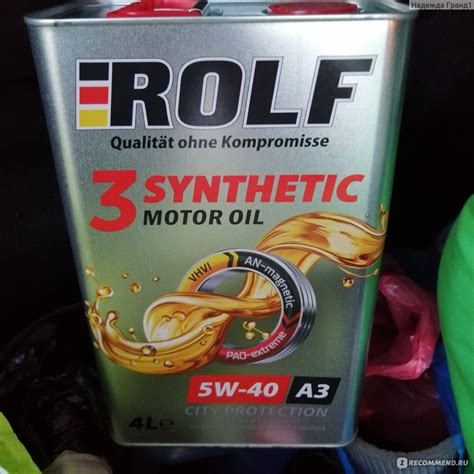 Надежда Гранд1
ROLF
Qualität ohne Kompromisse
3 SYNTHETIC
MOTOR OIL
VHVI
AN-magnetic
PAO-extreme
5W-40 A3
4L e
CITY PROTECTION
RECOMMEND.RU